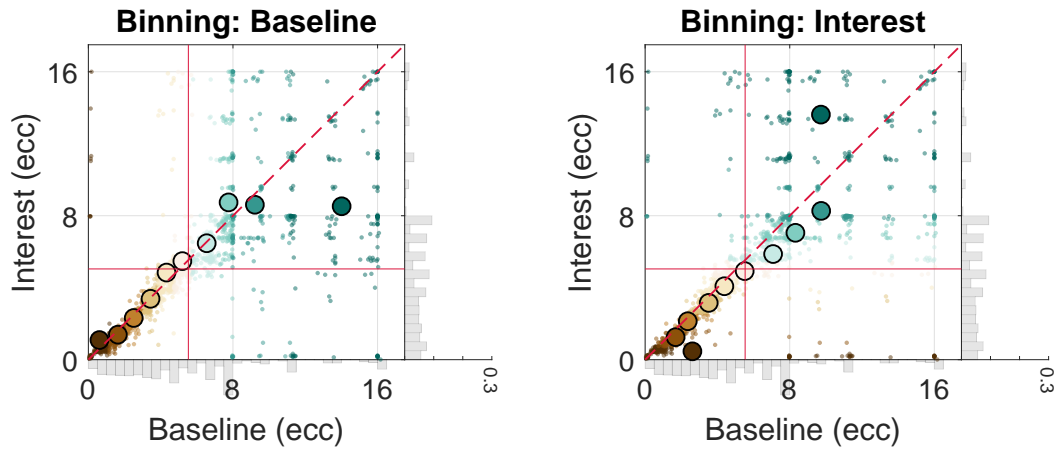 Binning: Baseline
Binning: Interest
Interest (ecc)
16
8
0
0
8
16
0.3
Baseline (ecc)
Interest (ecc)
16
8
0
0
8
16
0.3
Baseline (ecc)